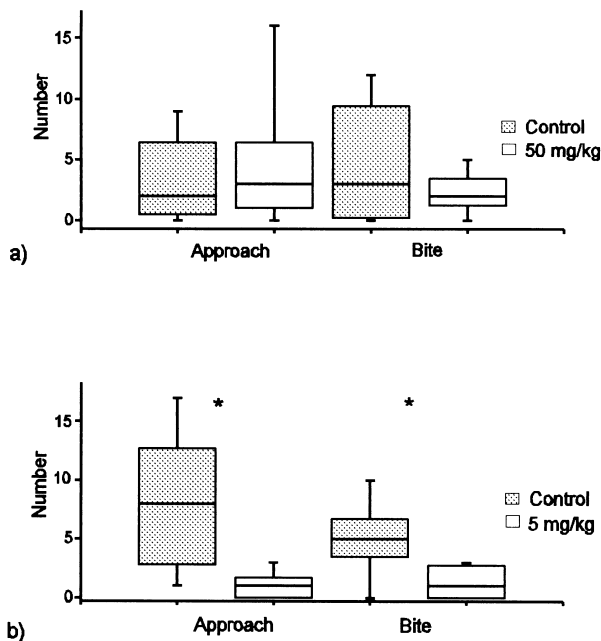 15
10
5
0
Number
Control
50 mg/kg
Approach Bite
a)
*
*
15
10
5
0
Number
Control
5 mg/kg
Approach Bite
b)